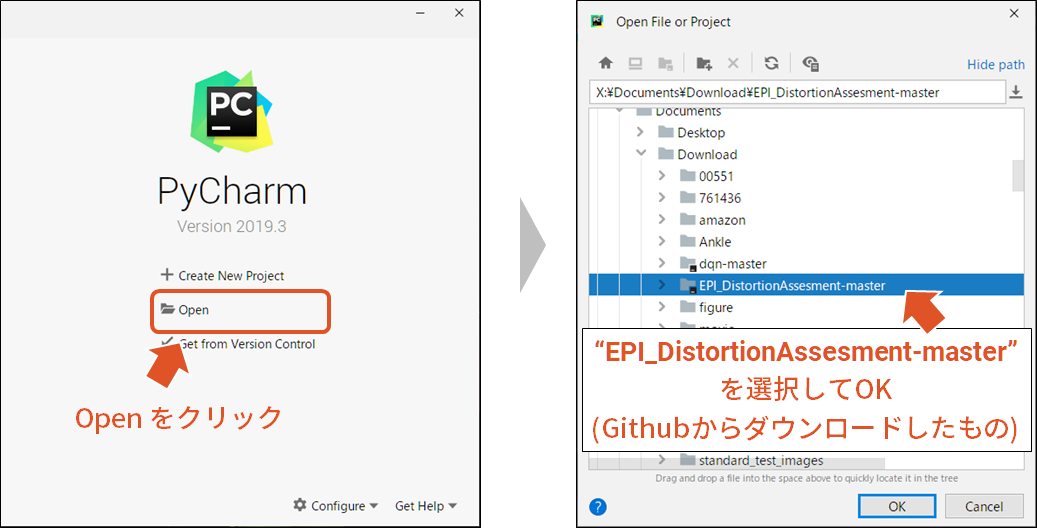 PC
PyCharm
Version 2019.3
Create New Project
Open
Get from Version Control
Open をクリック
Configure
Get Help
PC
Open File or Project
Hide path
X:¥Documents¥Download¥EPI_DistortionAssesment-master
Documents
Desktop
Download
00551
761436
amazon
Ankle
dqn-master
EPI_DistortionAssesment-master
figure
“EPI_DistortionAssesment-master”
を選択してOK
(Githubからダウンロードしたもの)
standard_test_images
Drag and drop a file into the space above to quickly locate it in the tree
?
OK
Cancel